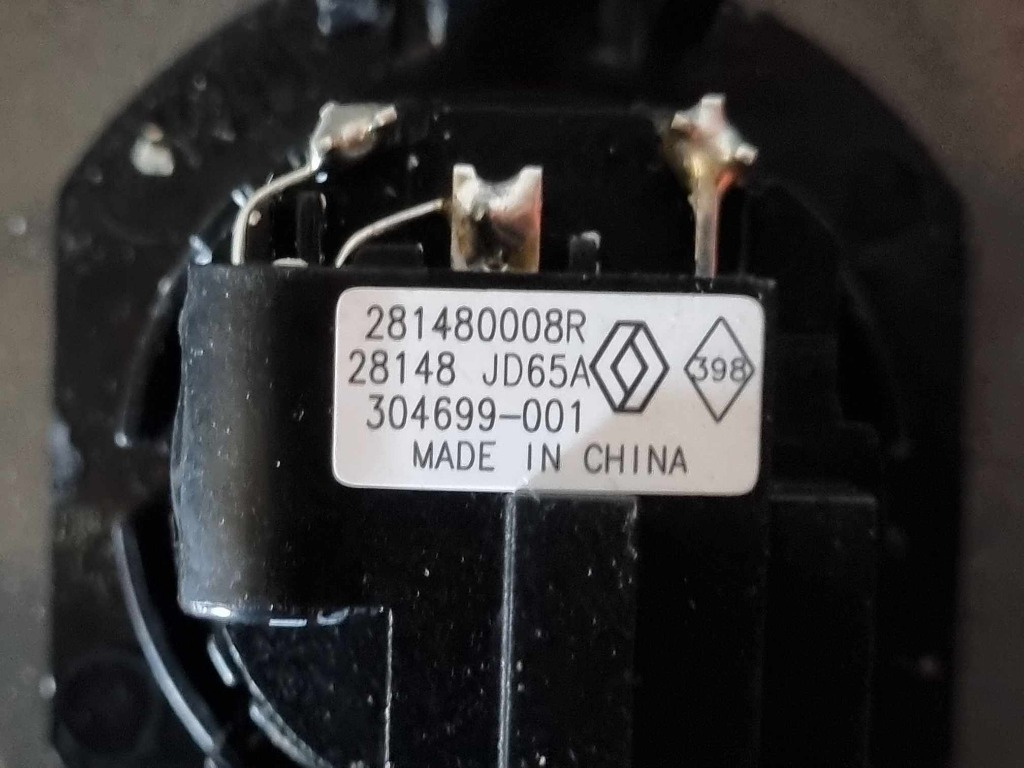 281480008R
28148 JD65A
398
304699-001
MADE IN CHINA